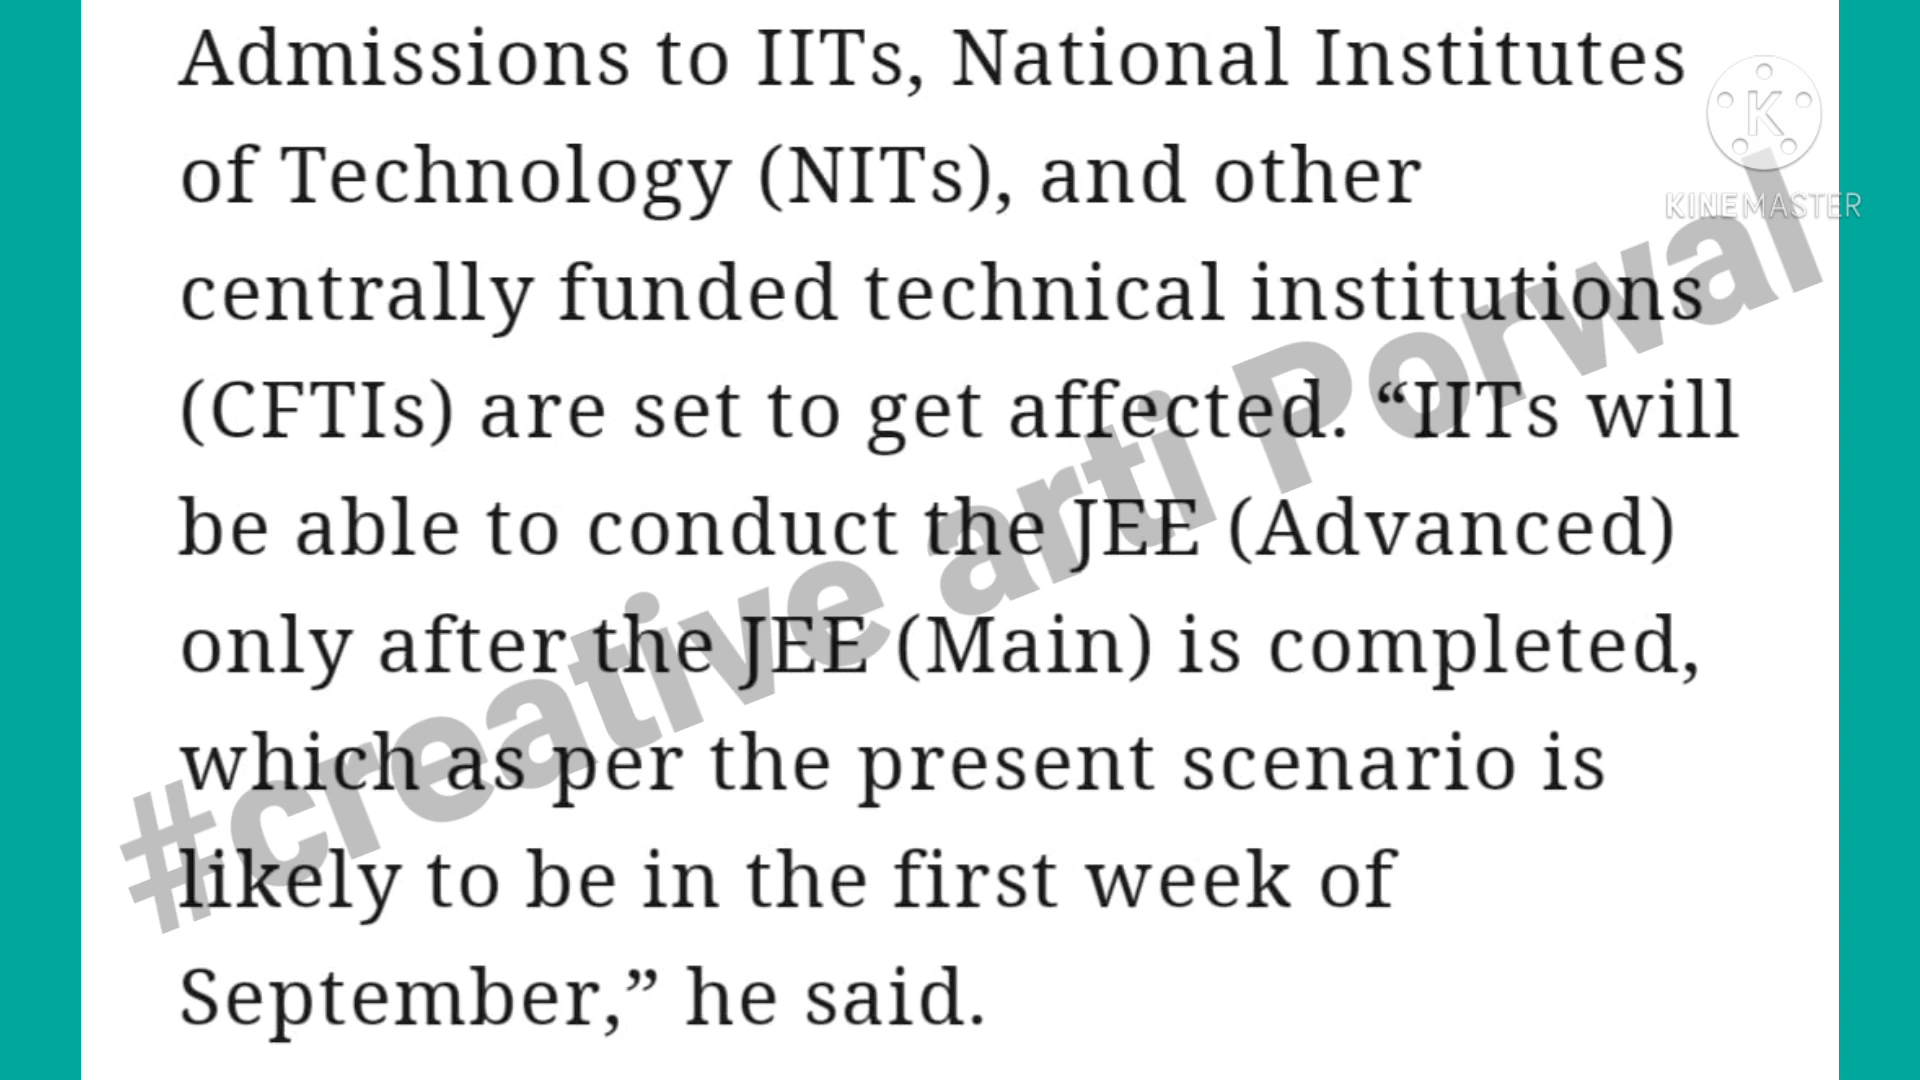 Admissions to IITs, National Institutes
of Technology (NITs), and other
centrally funded technical institutions
(CFTIs) are set to get affected. “IITs will
be able to conduct the JEE (Advanced)
only after the JEE (Main) is completed,
which as per the present scenario is
likely to be in the first week of
September,” he said.
#creative arti Porwal
K
KINEMASTER